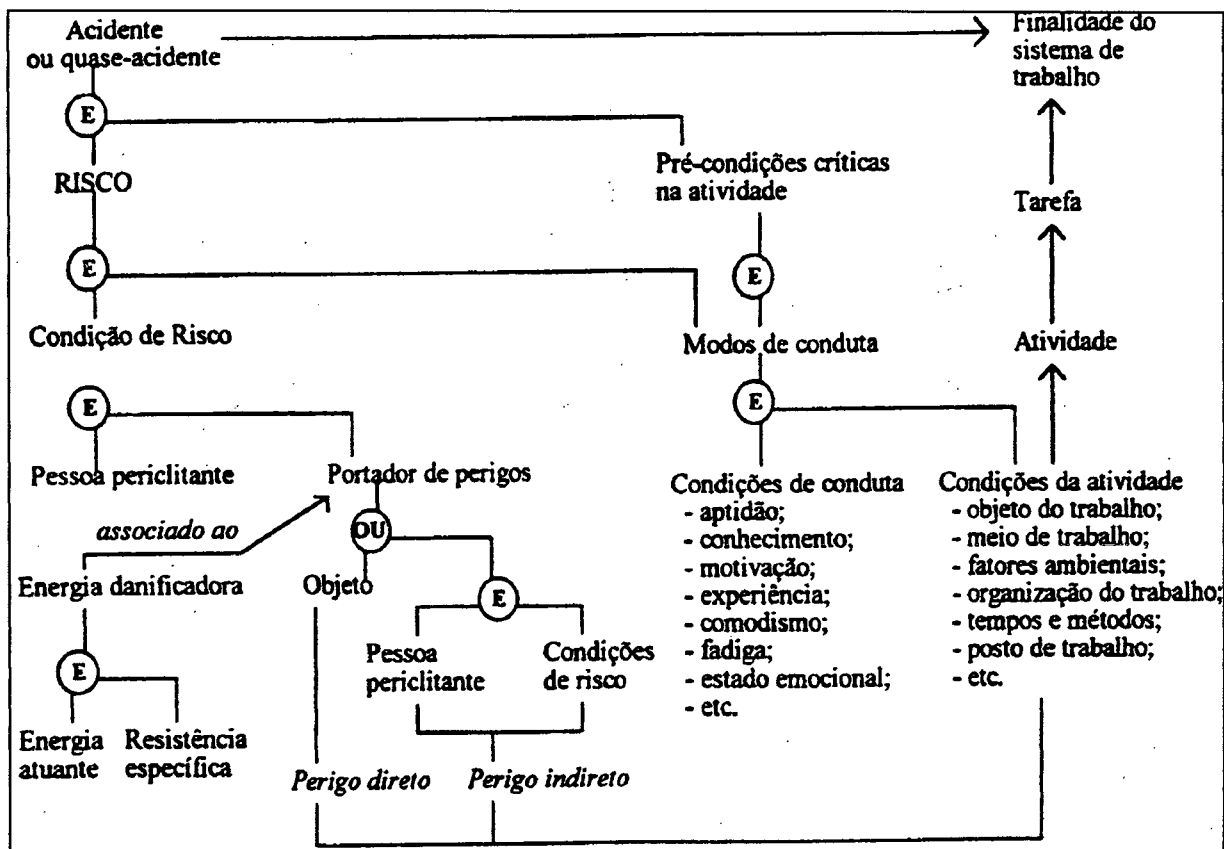 Acidente
ou quase-acidente
Finalidade do
sistema de
trabalho
E
RISCO
Pré-condições críticas
na atividade
Tarefa
E
E
Condição de Risco
Modos de conduta
Atividade
E
E
Pessoa periclitante
Portador de perigos
Condições de conduta
- aptidão;
- conhecimento;
- motivação;
- experiência;
- comodismo;
- fadiga;
- estado emocional;
- etc.
Condições da atividade
- objeto do trabalho;
- meio de trabalho;
- fatores ambientais;
- organização do trabalho;
- tempos e métodos;
- posto de trabalho;
- etc.
associado ao
OU
Energia danificadora
Objeto
E
E
Pessoa
periclitante
Condições
de risco
Energia
atuante
Resistência
específica
Perigo direto
Perigo indireto